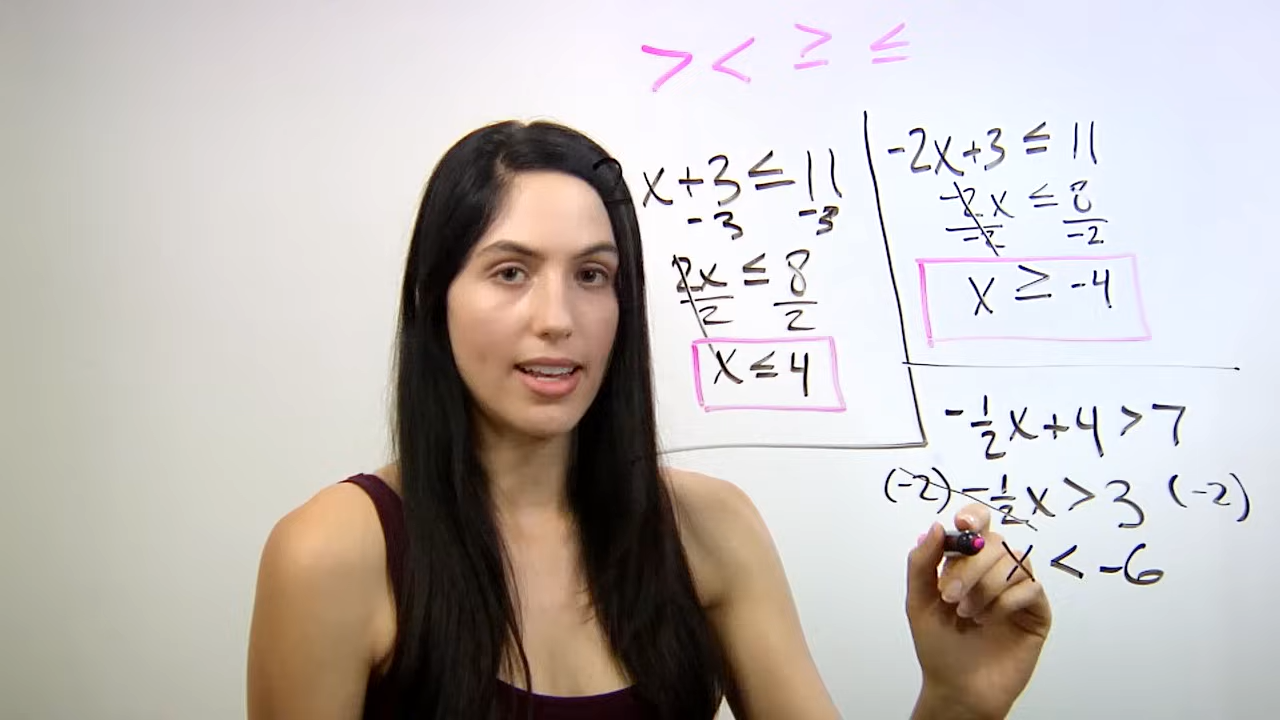 > < ≥ ≤
2x+3 ≤ 11
-3 -3
2x ≤ 8
2 2
x ≤ 4
-2x+3 ≤ 11
-2x ≤ 8
-2 -2
x ≥ -4
-1/2x+4 > 7
(-2) -1/2x > 3 (-2)
x < -6